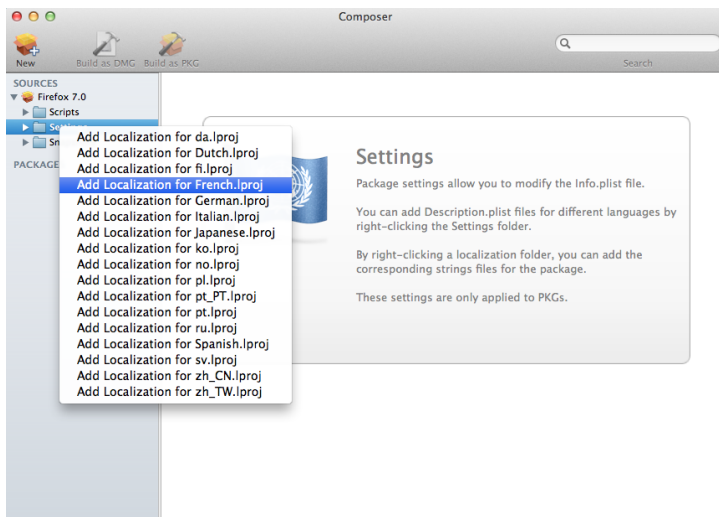 Composer
New
Build as DMG
Build as PKG
Search
SOURCES
Firefox 7.0
Scripts
PACKAGE
Add Localization for da.lproj
Add Localization for Dutch.lproj
Add Localization for fi.lproj
Add Localization for French.lproj
Add Localization for German.lproj
Add Localization for Italian.lproj
Add Localization for Japanese.lproj
Add Localization for ko.lproj
Add Localization for no.lproj
Add Localization for pl.lproj
Add Localization for pt_PT.lproj
Add Localization for pt.lproj
Add Localization for ru.lproj
Add Localization for Spanish.lproj
Add Localization for sv.lproj
Add Localization for zh_CN.lproj
Add Localization for zh_TW.lproj
Settings
Package settings allow you to modify the Info.plist file.
You can add Description.plist files for different languages by
right-clicking the Settings folder.
By right-clicking a localization folder, you can add the
corresponding strings files for the package.
These settings are only applied to PKGs.